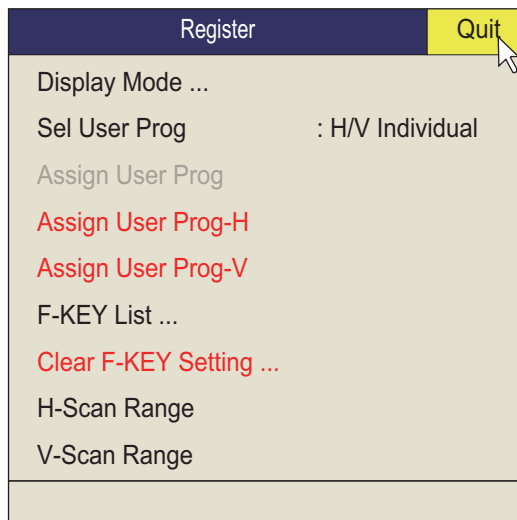 Register Quit
Display Mode ...
Sel User Prog : H/V Individual
Assign User Prog
Assign User Prog-H
Assign User Prog-V
F-KEY List ...
Clear F-KEY Setting ...
H-Scan Range
V-Scan Range